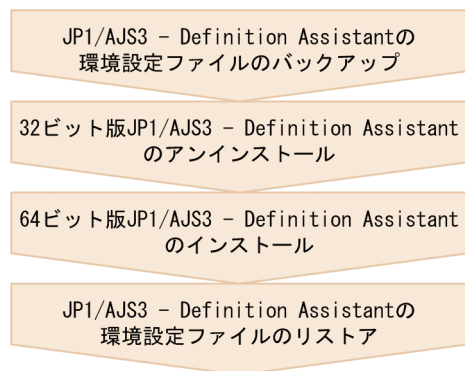 JP1/AJS3 - Definition Assistantの
環境設定ファイルのバックアップ
32ビット版JP1/AJS3 - Definition Assistant
のアンインストール
64ビット版JP1/AJS3 - Definition Assistant
のインストール
JP1/AJS3 - Definition Assistantの
環境設定ファイルのリストア